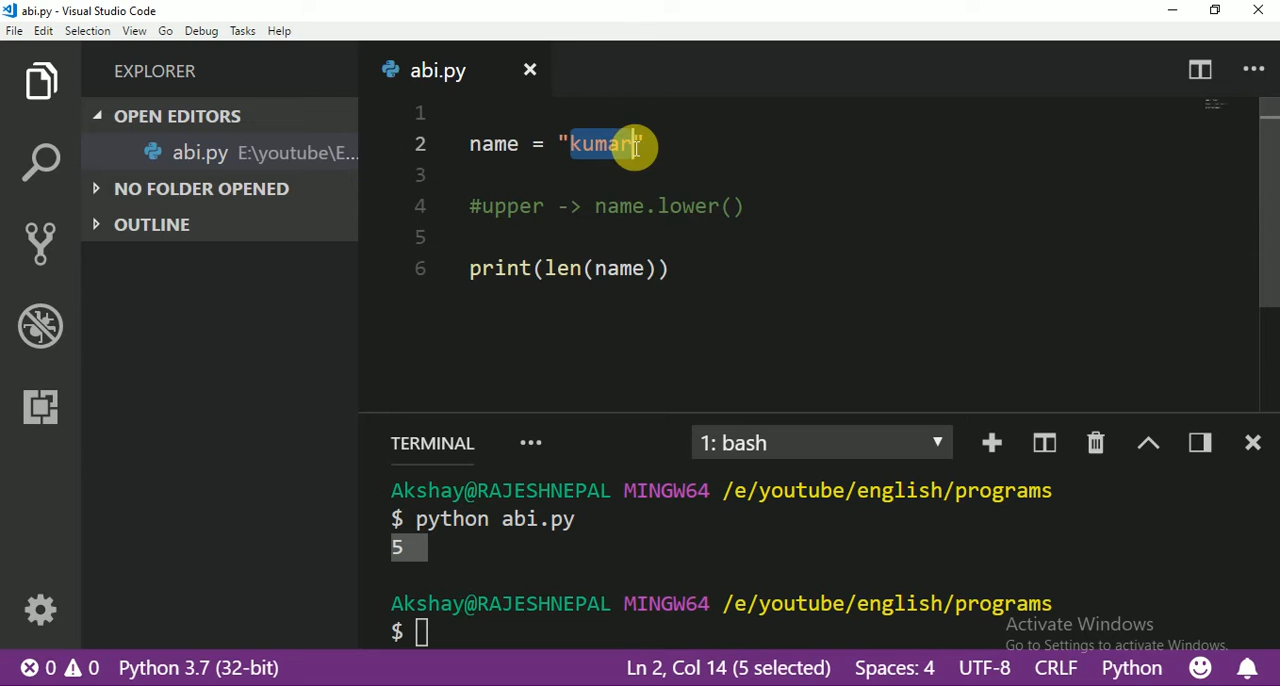 abi.py - Visual Studio Code
File Edit Selection View Go Debug Tasks Help
EXPLORER
OPEN EDITORS
abi.py E:\youtube\E...
NO FOLDER OPENED
OUTLINE
abi.py
1
2 name = "kumar"
3
4 #upper -> name.lower()
5
6 print(len(name))
TERMINAL ... 1: bash
Akshay@RAJESHNEPAL MINGW64 /e/youtube/english/programs
$ python abi.py
5
Akshay@RAJESHNEPAL MINGW64 /e/youtube/english/programs
$
Activate Windows
Go to Settings to activate Windows.
0 0 Python 3.7 (32-bit) Ln 2, Col 14 (5 selected) Spaces: 4 UTF-8 CRLF Python